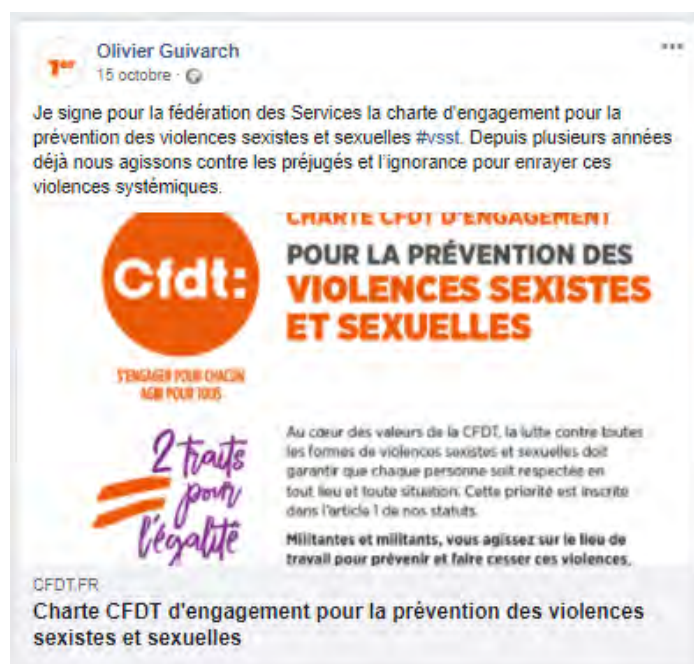 1er
Olivier Guivarch
15 octobre ·
Je signe pour la fédération des Services la charte d'engagement pour la
prévention des violences sexistes et sexuelles #vsst. Depuis plusieurs années
déjà nous agissons contre les préjugés et l'ignorance pour enrayer ces
violences systémiques.
CHARTE CFDT D'ENGAGEMENT
POUR LA PRÉVENTION DES
VIOLENCES SEXISTES
ET SEXUELLES
Cfdt:
S'ENGAGER POUR CHACUN
AGIR POUR TOUS
2 traits
pour
l'égalité
Au cœur des valeurs de la CFDT, la lutte contre toutes
les formes de violences sexistes et sexuelles doit
garantir que chaque personne soit respectée en
tout lieu et toute situation. Cette priorité est inscrite
dans l'article 1 de nos statuts.
Militantes et militants, vous agissez sur le lieu de
travail pour prévenir et faire cesser ces violences.
CFDT.FR
Charte CFDT d'engagement pour la prévention des violences
sexistes et sexuelles